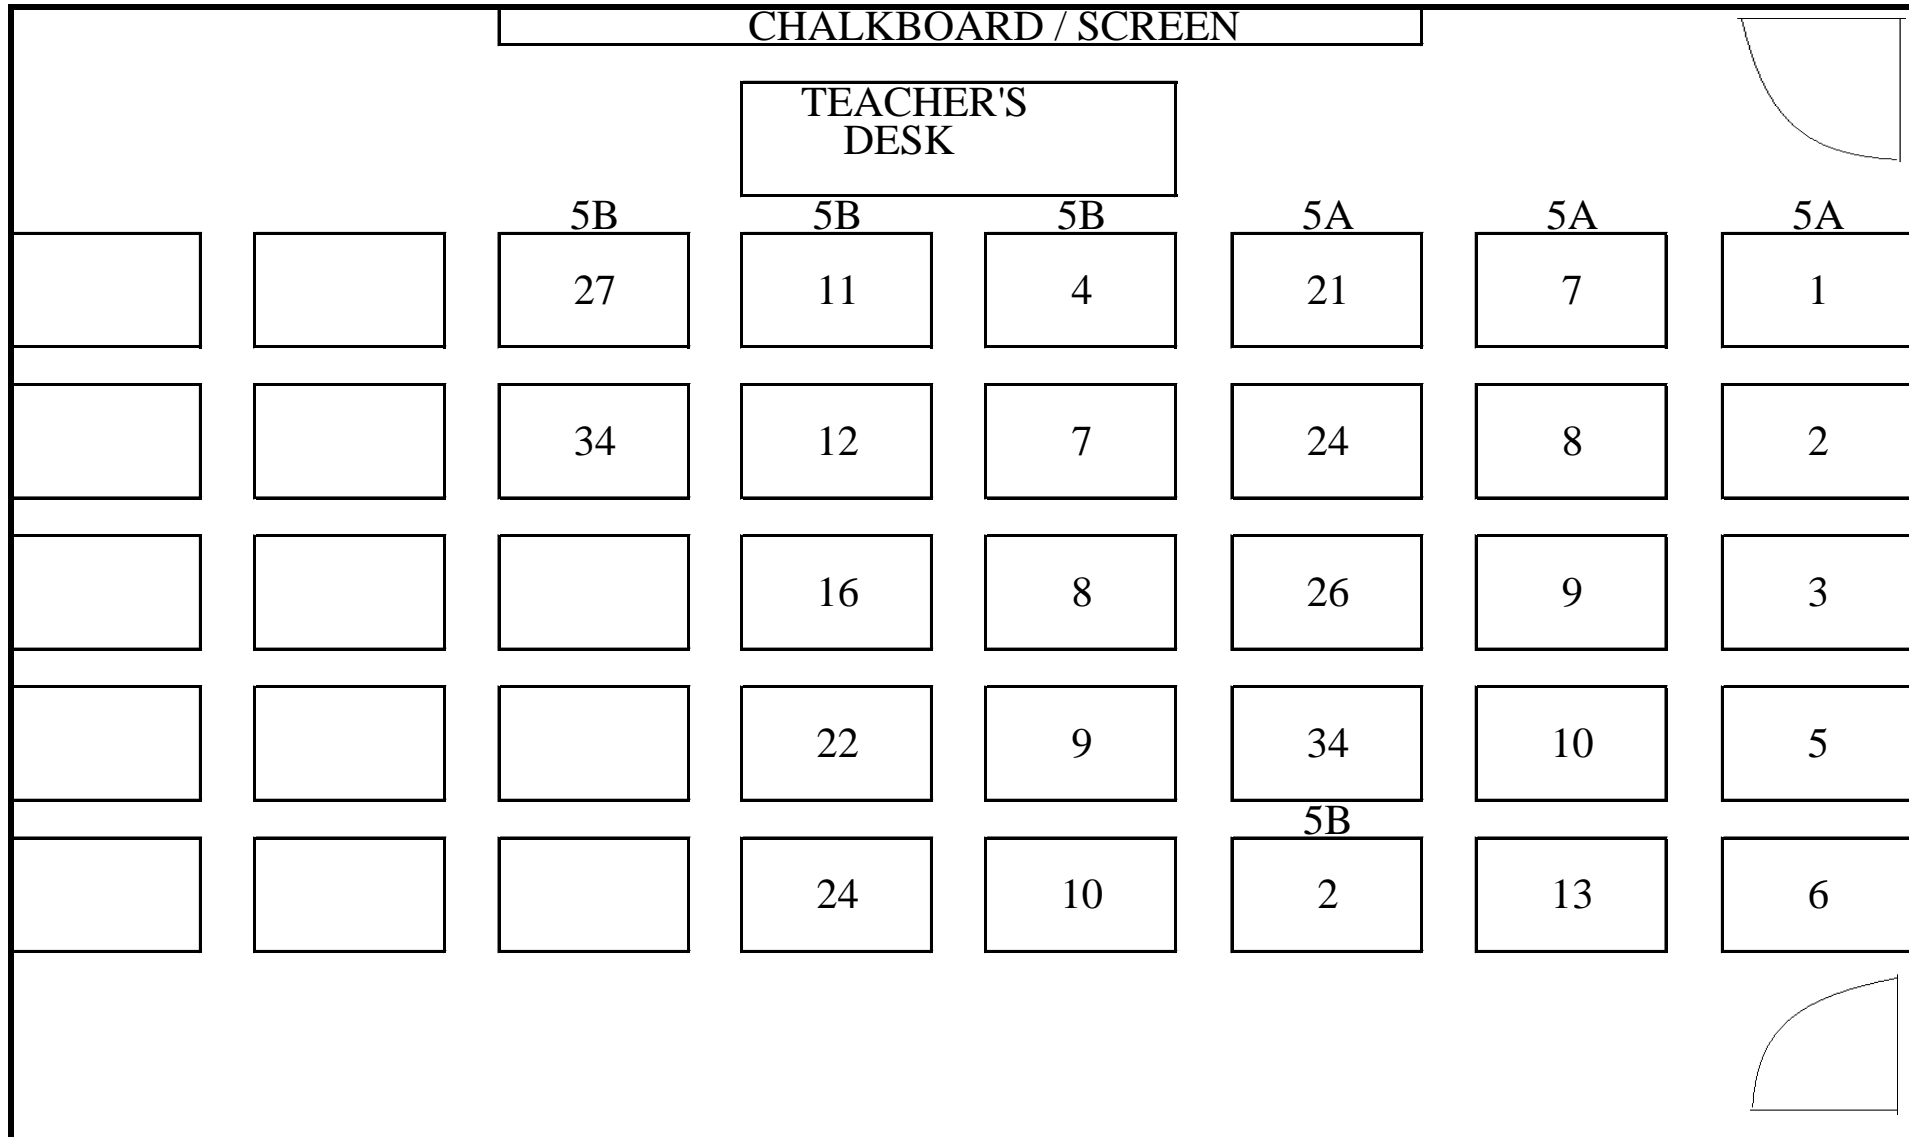 CHALKBOARD / SCREEN
TEACHER'S
DESK
5B 5B 5B 5A 5A 5A
27 11 4 21 7 1
34 12 7 24 8 2
16 8 26 9 3
22 9 34 10 5
5B
24 10 2 13 6